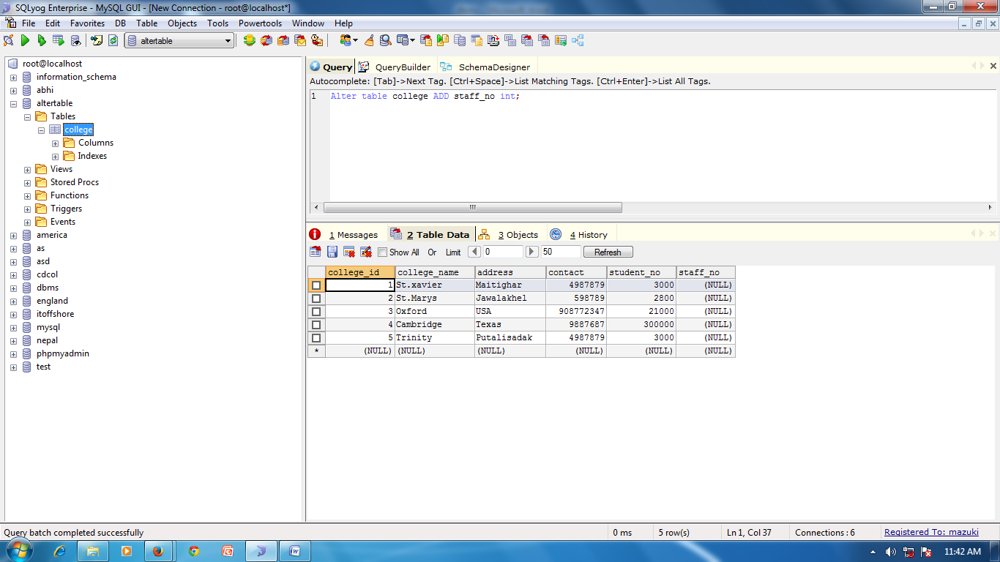 SQLyog Enterprise - MySQL GUI - [New Connection - root@localhost*]
File Edit Favorites DB Table Objects Tools Powertools Window Help
altertable
root@localhost
information_schema
abhi
altertable
Tables
college
Columns
Indexes
Views
Stored Procs
Functions
Triggers
Events
america
as
asd
cdcol
dbms
england
itoffshore
mysql
nepal
phpmyadmin
test
Query QueryBuilder SchemaDesigner
Autocomplete: [Tab]->Next Tag. [Ctrl+Space]->List Matching Tags. [Ctrl+Enter]->List All Tags.
1 Alter table college ADD staff_no int;
1 Messages 2 Table Data 3 Objects 4 History
Show All Or Limit 0 50 Refresh
college_id college_name address contact student_no staff_no
1 St.xavier Maitighar 4987879 3000 (NULL)
2 St.Marys Jawalakhel 598789 2800 (NULL)
3 Oxford USA 908772347 21000 (NULL)
4 Cambridge Texas 9887687 300000 (NULL)
5 Trinity Putalisadak 4987879 3000 (NULL)
* (NULL) (NULL) (NULL) (NULL) (NULL) (NULL)
Query batch completed successfully 0 ms 5 row(s) Ln 1, Col 37 Connections : 6 Registered To: mazuki
11:42 AM